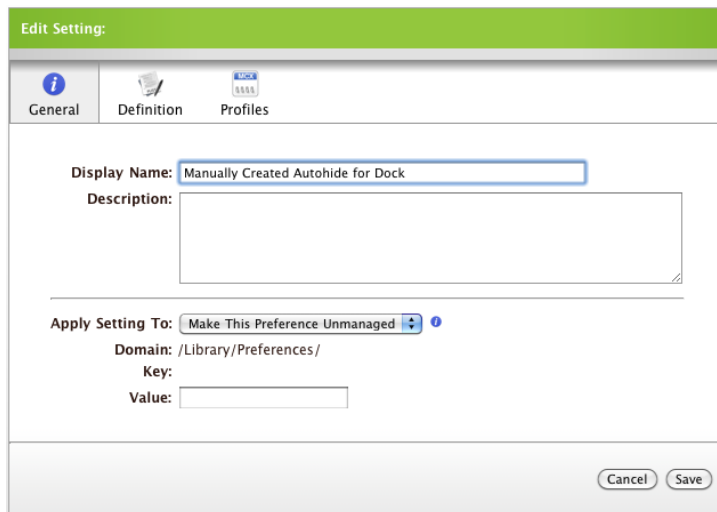 Edit Setting:
MCX
General Definition Profiles
Display Name: Manually Created Autohide for Dock
Description:
Apply Setting To: Make This Preference Unmanaged
Domain: /Library/Preferences/
Key:
Value:
Cancel Save